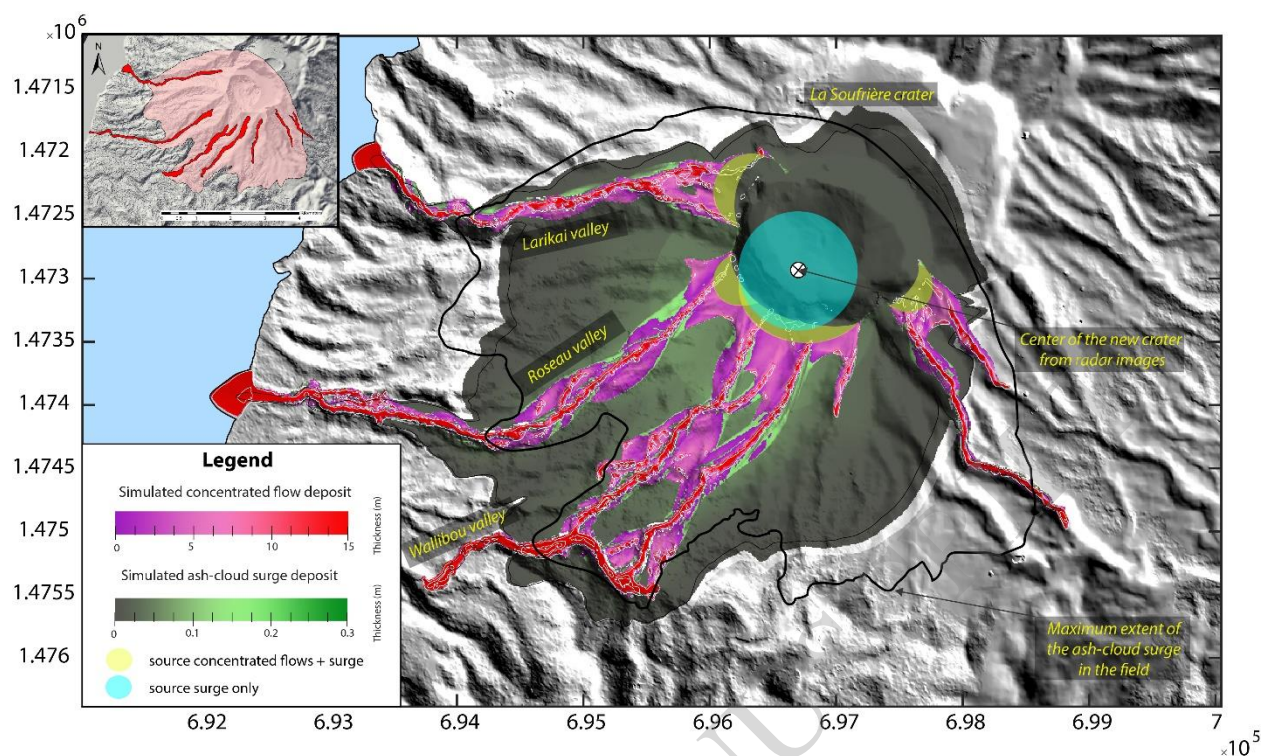 ×10⁶
N
La Soufrière crater
1.4715
1.472
1.4725
1.473
1.4735
1.474
1.4745
1.475
1.4755
1.476
Larikai valley
Roseau valley
Wallibou valley
Center of the new crater
from radar images
Maximum extent of
the ash-cloud surge
in the field
Legend
Simulated concentrated flow deposit
0 5 10 15
Thickness (m)
Simulated ash-cloud surge deposit
0 0.1 0.2 0.3
Thickness (m)
source concentrated flows + surge
source surge only
6.92 6.93 6.94 6.95 6.96 6.97 6.98 6.99 7
×10⁵